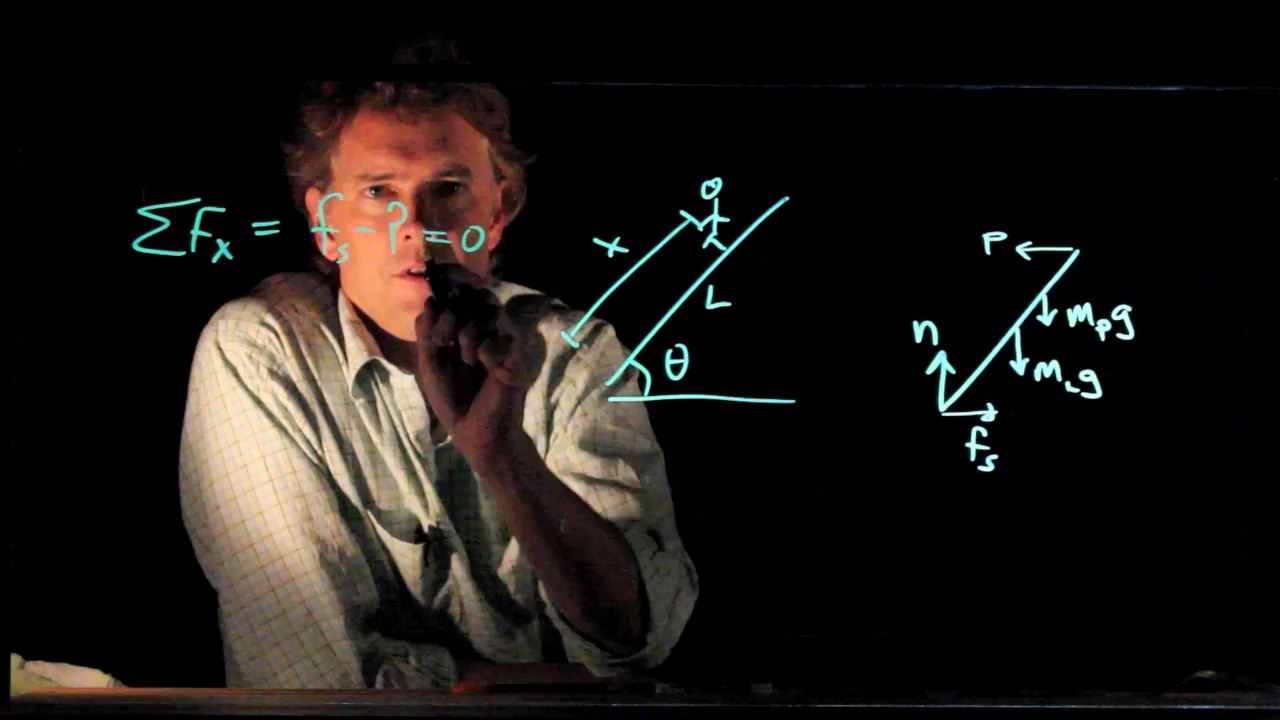 ΣFx = fs - P = 0
x
L
θ
P
mpg
n
mLg
fs